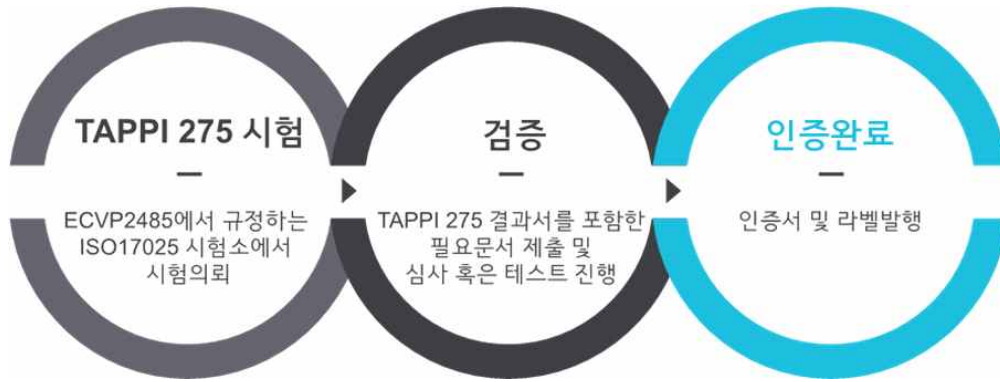 TAPPI 275 시험
ECVP2485에서 규정하는
ISO17025 시험소에서
시험의뢰
검증
TAPPI 275 결과서를 포함한
필요문서 제출 및
심사 혹은 테스트 진행
인증완료
인증서 및 라벨발행